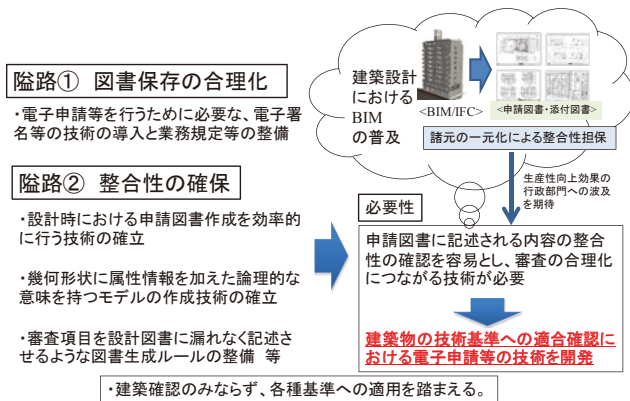 隘路① 図書保存の合理化
・電子申請等を行うために必要な、電子署
名等の技術の導入と業務規定等の整備
隘路② 整合性の確保
・設計時における申請図書作成を効率的
に行う技術の確立
・幾何形状に属性情報を加えた論理的な
意味を持つモデルの作成技術の確立
・審査項目を設計図書に漏れなく記述さ
せるような図書生成ルールの整備 等
建築設計
における
BIM
の普及
<BIM/IFC>
<申請図書・添付図書>
諸元の一元化による整合性担保
生産性向上効果の
行政部門への波及
を期待
必要性
申請図書に記述される内容の整合
性の確認を容易とし、審査の合理化
につながる技術が必要
建築物の技術基準への適合確認に
おける電子申請等の技術を開発
・建築確認のみならず、各種基準への適用を踏まえる。